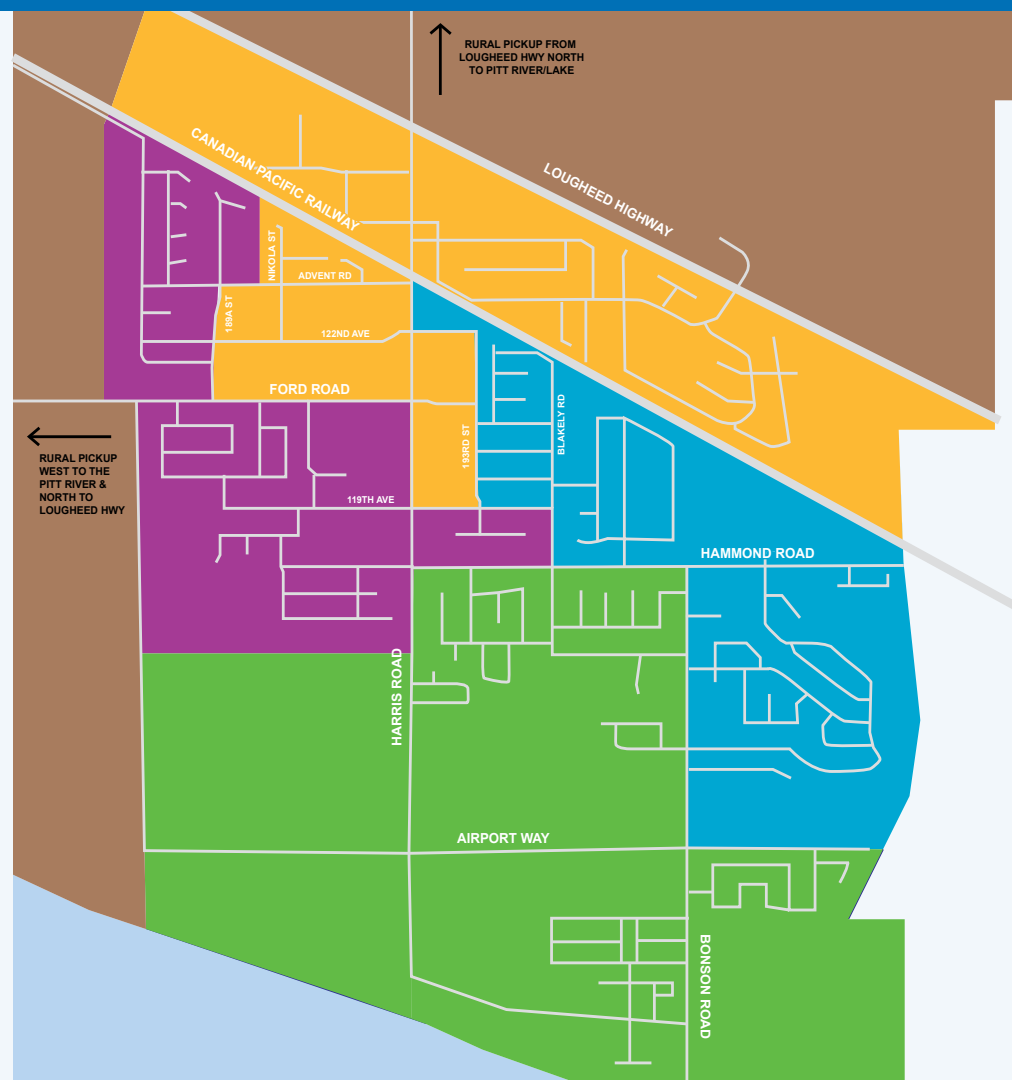 RURAL PICKUP FROM
LOUGHEED HWY NORTH
TO PITT RIVER/LAKE
CANADIAN PACIFIC RAILWAY
LOUGHEED HIGHWAY
NIKOLA ST
ADVENT RD
189A ST
122ND AVE
FORD ROAD
BLAKELY RD
193RD ST
RURAL PICKUP
WEST TO THE
PITT RIVER &
NORTH TO
LOUGHEED HWY
119TH AVE
HAMMOND ROAD
HARRIS ROAD
AIRPORT WAY
BONSON ROAD